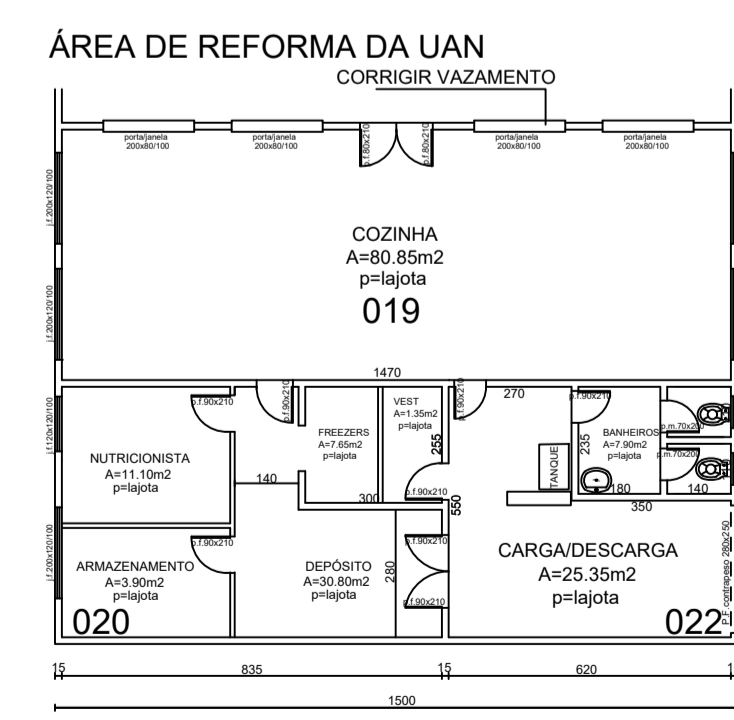 ÁREA DE REFORMA DA UAN
CORRIGIR VAZAMENTO
porta/janela
200x80/100
porta/janela
200x80/100
p.f.80x210
p.f.80x210
porta/janela
200x80/100
porta/janela
200x80/100
j.f.200x120/100
j.f.200x120/100
COZINHA
A=80.85m2
p=lajota
019
1470
p.f.90x210
p.f.90x210
p.f.90x210
270
p.f.90x210
j.f.120x120/100
NUTRICIONISTA
A=11.10m2
p=lajota
140
FREEZERS
A=7.65m2
p=lajota
300
VEST
A=1.35m2
p=lajota
255
p.f.90x210
550
TANQUE
235
BANHEIROS
A=7.90m2
p=lajota
180
p.m.70x200
p.m.70x200
140
350
j.f.200x120/100
p.f.90x210
ARMAZENAMENTO
A=3.90m2
p=lajota
020
DEPÓSITO
A=30.80m2
p=lajota
280
p.f.90x210
p.f.90x210
CARGA/DESCARGA
A=25.35m2
p=lajota
022
P.F.contrapeso 280x250
15
835
15
620
1500